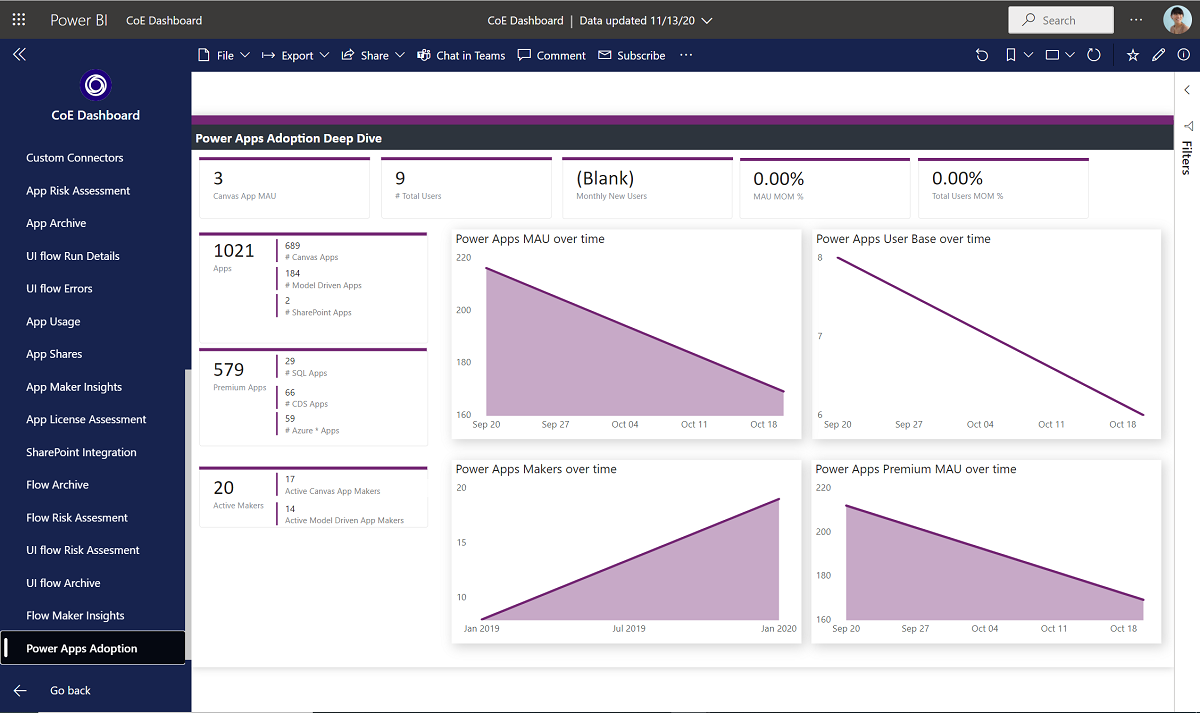 Power BI CoE Dashboard CoE Dashboard | Data updated 11/13/20 Search
File Export Share Chat in Teams Comment Subscribe
CoE Dashboard
Custom Connectors
App Risk Assessment
App Archive
UI flow Run Details
UI flow Errors
App Usage
App Shares
App Maker Insights
App License Assessment
SharePoint Integration
Flow Archive
Flow Risk Assesment
UI flow Risk Assesment
UI flow Archive
Flow Maker Insights
Power Apps Adoption
Go back
Power Apps Adoption Deep Dive
3
Canvas App MAU
9
# Total Users
(Blank)
Monthly New Users
0.00%
MAU MOM %
0.00%
Total Users MOM %
1021
Apps
689
# Canvas Apps
184
# Model Driven Apps
2
# SharePoint Apps
579
Premium Apps
29
# SQL Apps
66
# CDS Apps
59
# Azure * Apps
20
Active Makers
17
Active Canvas App Makers
14
Active Model Driven App Makers
Power Apps MAU over time
220
200
180
160
Sep 20 Sep 27 Oct 04 Oct 11 Oct 18
Power Apps User Base over time
8
7
6
Sep 20 Sep 27 Oct 04 Oct 11 Oct 18
Power Apps Makers over time
20
15
10
Jan 2019 Jul 2019 Jan 2020
Power Apps Premium MAU over time
220
200
180
160
Sep 20 Sep 27 Oct 04 Oct 11 Oct 18
Filters